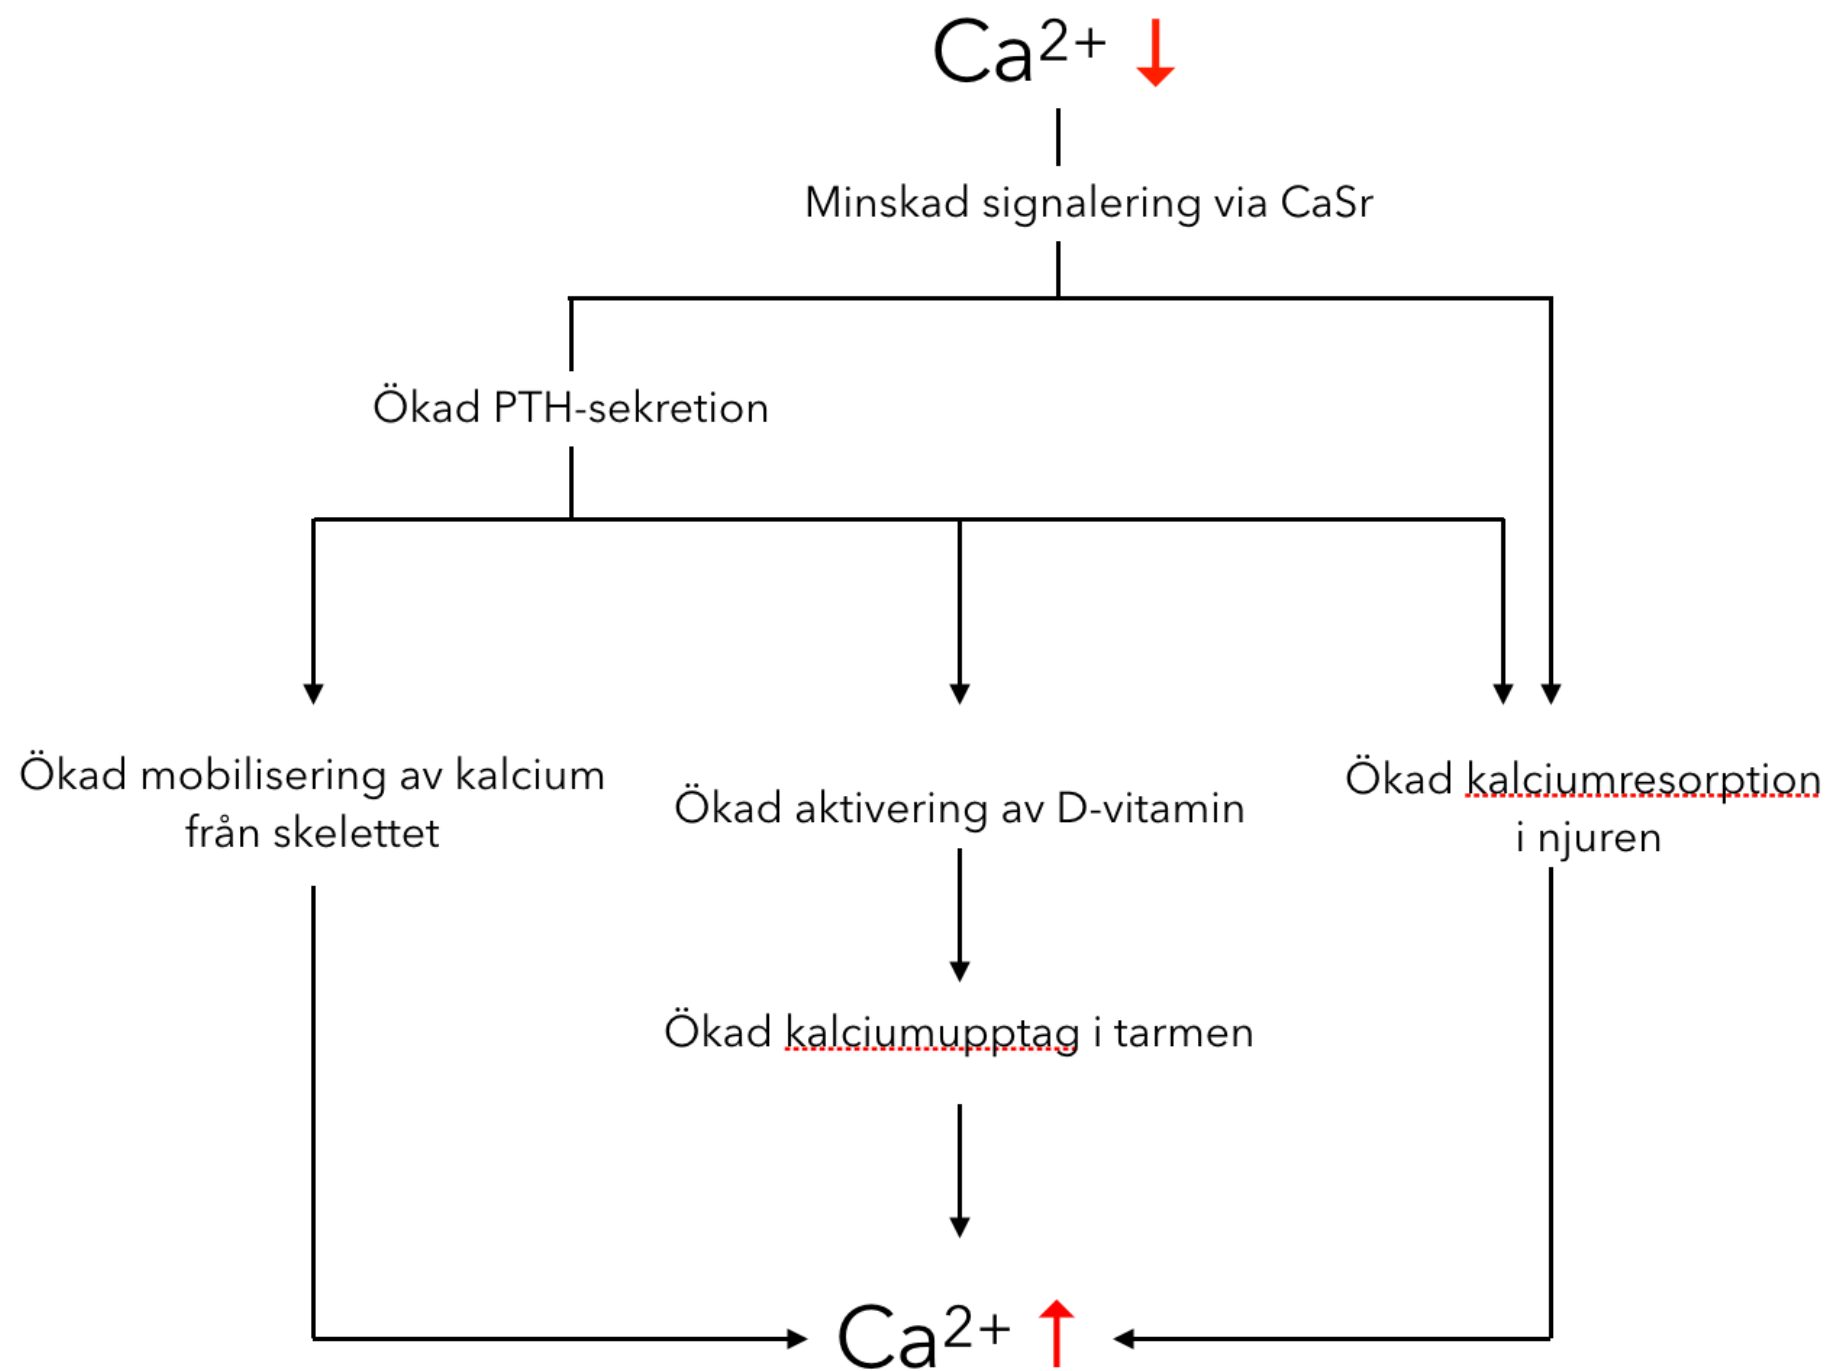 Ca2+ ↓
Minskad signalering via CaSr
Ökad PTH-sekretion
Ökad mobilisering av kalcium
från skelettet
Ökad aktivering av D-vitamin
Ökad kalciumresorption
i njuren
Ökad kalciumupptag i tarmen
Ca2+ ↑